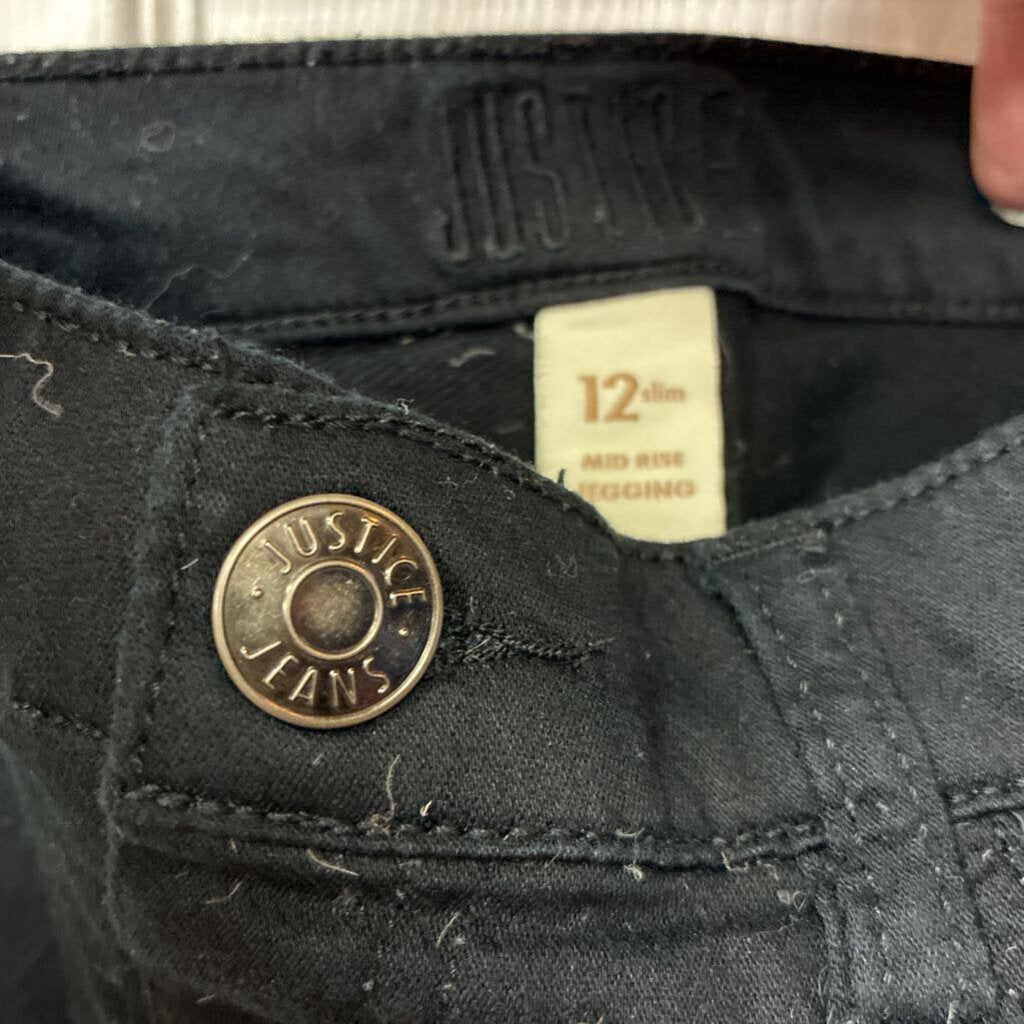 JUSTICE
12 slim
MID RISE
JEGGING
· JUSTICE ·
JEANS